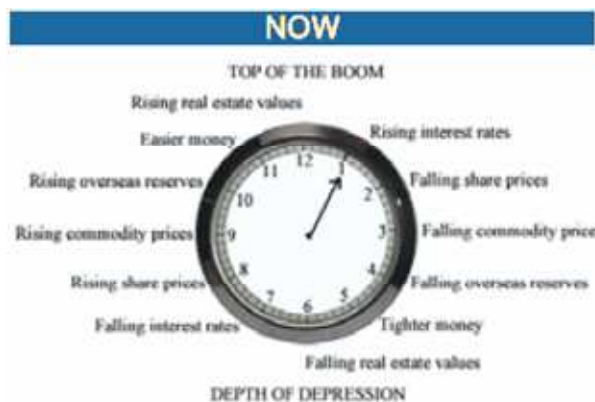 NOW
TOP OF THE BOOM
Rising real estate values
Easier money
Rising interest rates
Rising overseas reserves
Falling share prices
Rising commodity prices
Falling commodity price
Rising share prices
Falling overseas reserves
Falling interest rates
Tighter money
Falling real estate values
DEPTH OF DEPRESSION
12
1
2
3
4
5
6
7
8
9
10
11